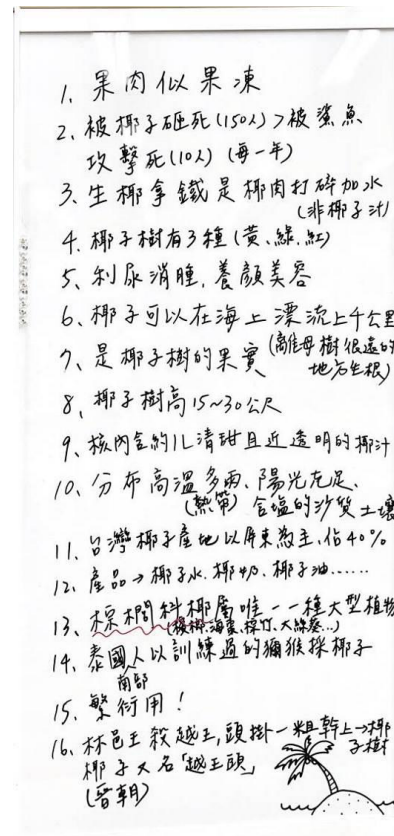 1、果肉似果凍
2、被椰子砸死(150人)>被鯊魚
攻擊死(10人)(每一年)
3、生椰拿鐵是椰肉打碎加水
(非椰子汁)
4、椰子樹有3種(黃、綠、紅)
5、利尿消腫,養顏美容
6、椰子可以在海上漂流上千公里
(離母樹很遠的
地方生根)
7、是椰子樹的果實
8、椰子樹高15~30公尺
9、核內含約1L清甜且近透明的椰汁
10、分布高溫多雨、陽光充足、
(熱帶) 含塩的沙質土壤
11、台灣椰子產地以屏東為主,佔40%
12、產品→椰子水、椰奶、椰子油……
13、棕櫚科椰屬唯一一種大型植物
(檳榔、海棗、棕竹、大絲葵...)
14、泰國人以訓練過的獼猴採椰子
南部
15、繁衍用!
16、林邑王殺越王,頭掛一粗幹上→椰
子樹
椰子又名「越王頭」
(晉朝)